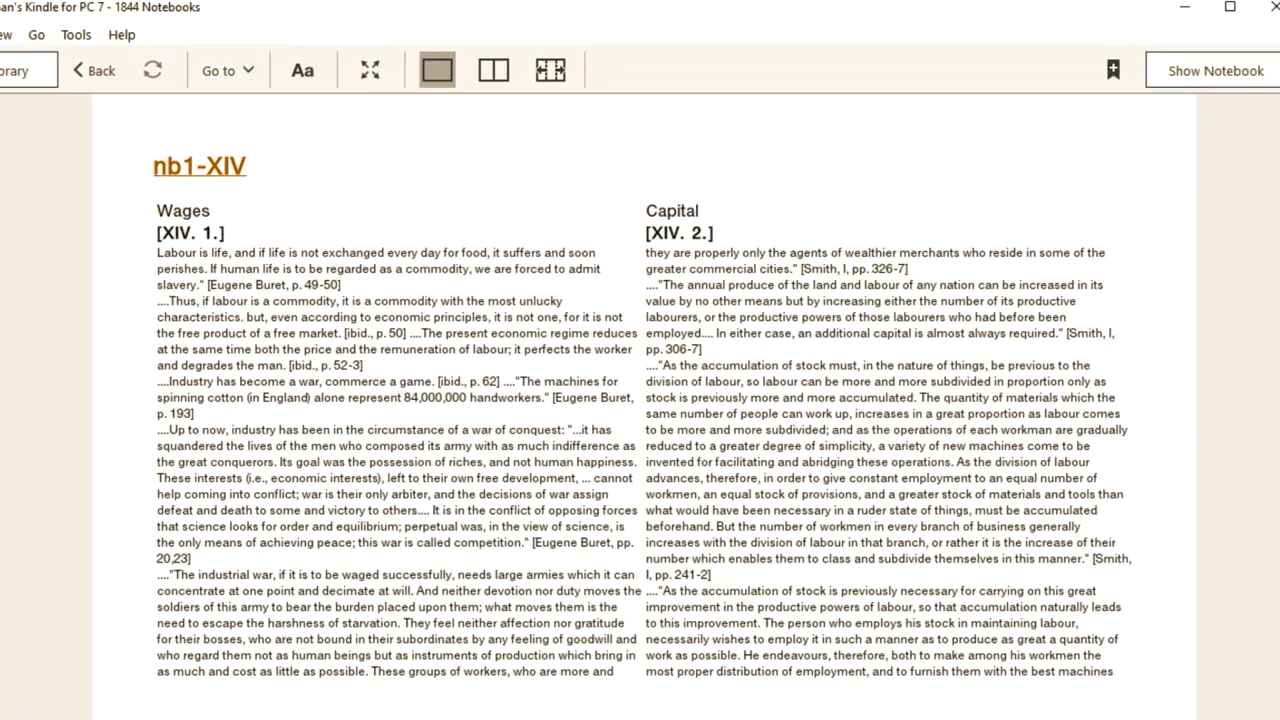 an's Kindle for PC 7 - 1844 Notebooks
ew Go Tools Help
orary Back Go to Aa Show Notebook
nb1-XIV
Wages
[XIV. 1.]
Labour is life, and if life is not exchanged every day for food, it suffers and soon
perishes. If human life is to be regarded as a commodity, we are forced to admit
slavery." [Eugene Buret, p. 49-50]
....Thus, if labour is a commodity, it is a commodity with the most unlucky
characteristics. but, even according to economic principles, it is not one, for it is not
the free product of a free market. [ibid., p. 50] ....The present economic regime reduces
at the same time both the price and the remuneration of labour; it perfects the worker
and degrades the man. [ibid., p. 52-3]
....Industry has become a war, commerce a game. [ibid., p. 62] ...."The machines for
spinning cotton (in England) alone represent 84,000,000 handworkers." [Eugene Buret,
p. 193]
....Up to now, industry has been in the circumstance of a war of conquest: "...it has
squandered the lives of the men who composed its army with as much indifference as
the great conquerors. Its goal was the possession of riches, and not human happiness.
These interests (i.e., economic interests), left to their own free development, ... cannot
help coming into conflict; war is their only arbiter, and the decisions of war assign
defeat and death to some and victory to others.... It is in the conflict of opposing forces
that science looks for order and equilibrium; perpetual was, in the view of science, is
the only means of achieving peace; this war is called competition." [Eugene Buret, pp.
20,23]
...."The industrial war, if it is to be waged successfully, needs large armies which it can
concentrate at one point and decimate at will. And neither devotion nor duty moves the
soldiers of this army to bear the burden placed upon them; what moves them is the
need to escape the harshness of starvation. They feel neither affection nor gratitude
for their bosses, who are not bound in their subordinates by any feeling of goodwill and
who regard them not as human beings but as instruments of production which bring in
as much and cost as little as possible. These groups of workers, who are more and
Capital
[XIV. 2.]
they are properly only the agents of wealthier merchants who reside in some of the
greater commercial cities." [Smith, I, pp. 326-7]
...."The annual produce of the land and labour of any nation can be increased in its
value by no other means but by increasing either the number of its productive
labourers, or the productive powers of those labourers who had before been
employed.... In either case, an additional capital is almost always required." [Smith, I,
pp. 306-7]
...."As the accumulation of stock must, in the nature of things, be previous to the
division of labour, so labour can be more and more subdivided in proportion only as
stock is previously more and more accumulated. The quantity of materials which the
same number of people can work up, increases in a great proportion as labour comes
to be more and more subdivided; and as the operations of each workman are gradually
reduced to a greater degree of simplicity, a variety of new machines come to be
invented for facilitating and abridging these operations. As the division of labour
advances, therefore, in order to give constant employment to an equal number of
workmen, an equal stock of provisions, and a greater stock of materials and tools than
what would have been necessary in a ruder state of things, must be accumulated
beforehand. But the number of workmen in every branch of business generally
increases with the division of labour in that branch, or rather it is the increase of their
number which enables them to class and subdivide themselves in this manner." [Smith,
I, pp. 241-2]
...."As the accumulation of stock is previously necessary for carrying on this great
improvement in the productive powers of labour, so that accumulation naturally leads
to this improvement. The person who employs his stock in maintaining labour,
necessarily wishes to employ it in such a manner as to produce as great a quantity of
work as possible. He endeavours, therefore, both to make among his workmen the
most proper distribution of employment, and to furnish them with the best machines